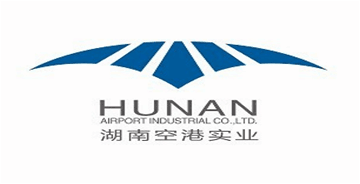 HUNAN
AIRPORT INDUSTRIAL CO.,LTD.
湖南空港实业